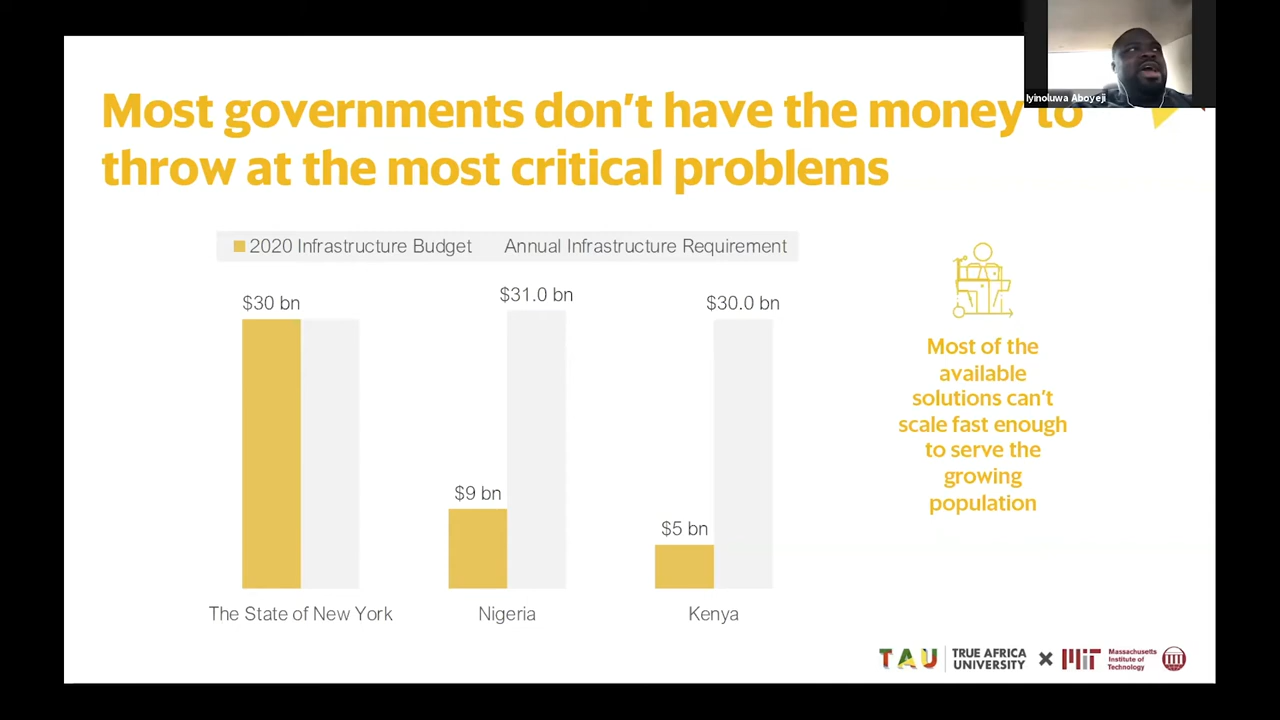 Iyinoluwa Aboyeji
Most governments don't have the money to
throw at the most critical problems
2020 Infrastructure Budget Annual Infrastructure Requirement
$30 bn
$31.0 bn
$30.0 bn
$9 bn
$5 bn
The State of New York
Nigeria
Kenya
Most of the
available
solutions can't
scale fast enough
to serve the
growing
population
TAU
TRUE AFRICA
UNIVERSITY
MIT
Massachusetts
Institute of
Technology